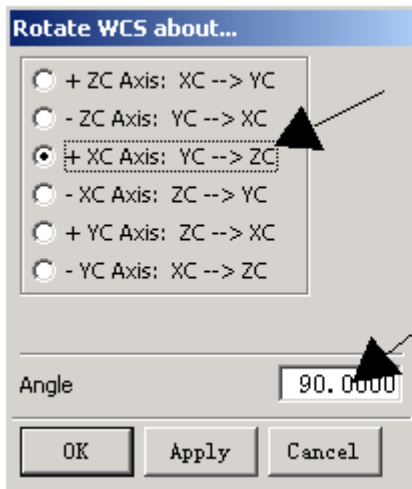 Rotate WCS about...
+ ZC Axis: XC --> YC
- ZC Axis: YC --> XC
+ XC Axis: YC --> ZC
- XC Axis: ZC --> YC
+ YC Axis: ZC --> XC
- YC Axis: XC --> ZC
Angle 90.0000
OK Apply Cancel